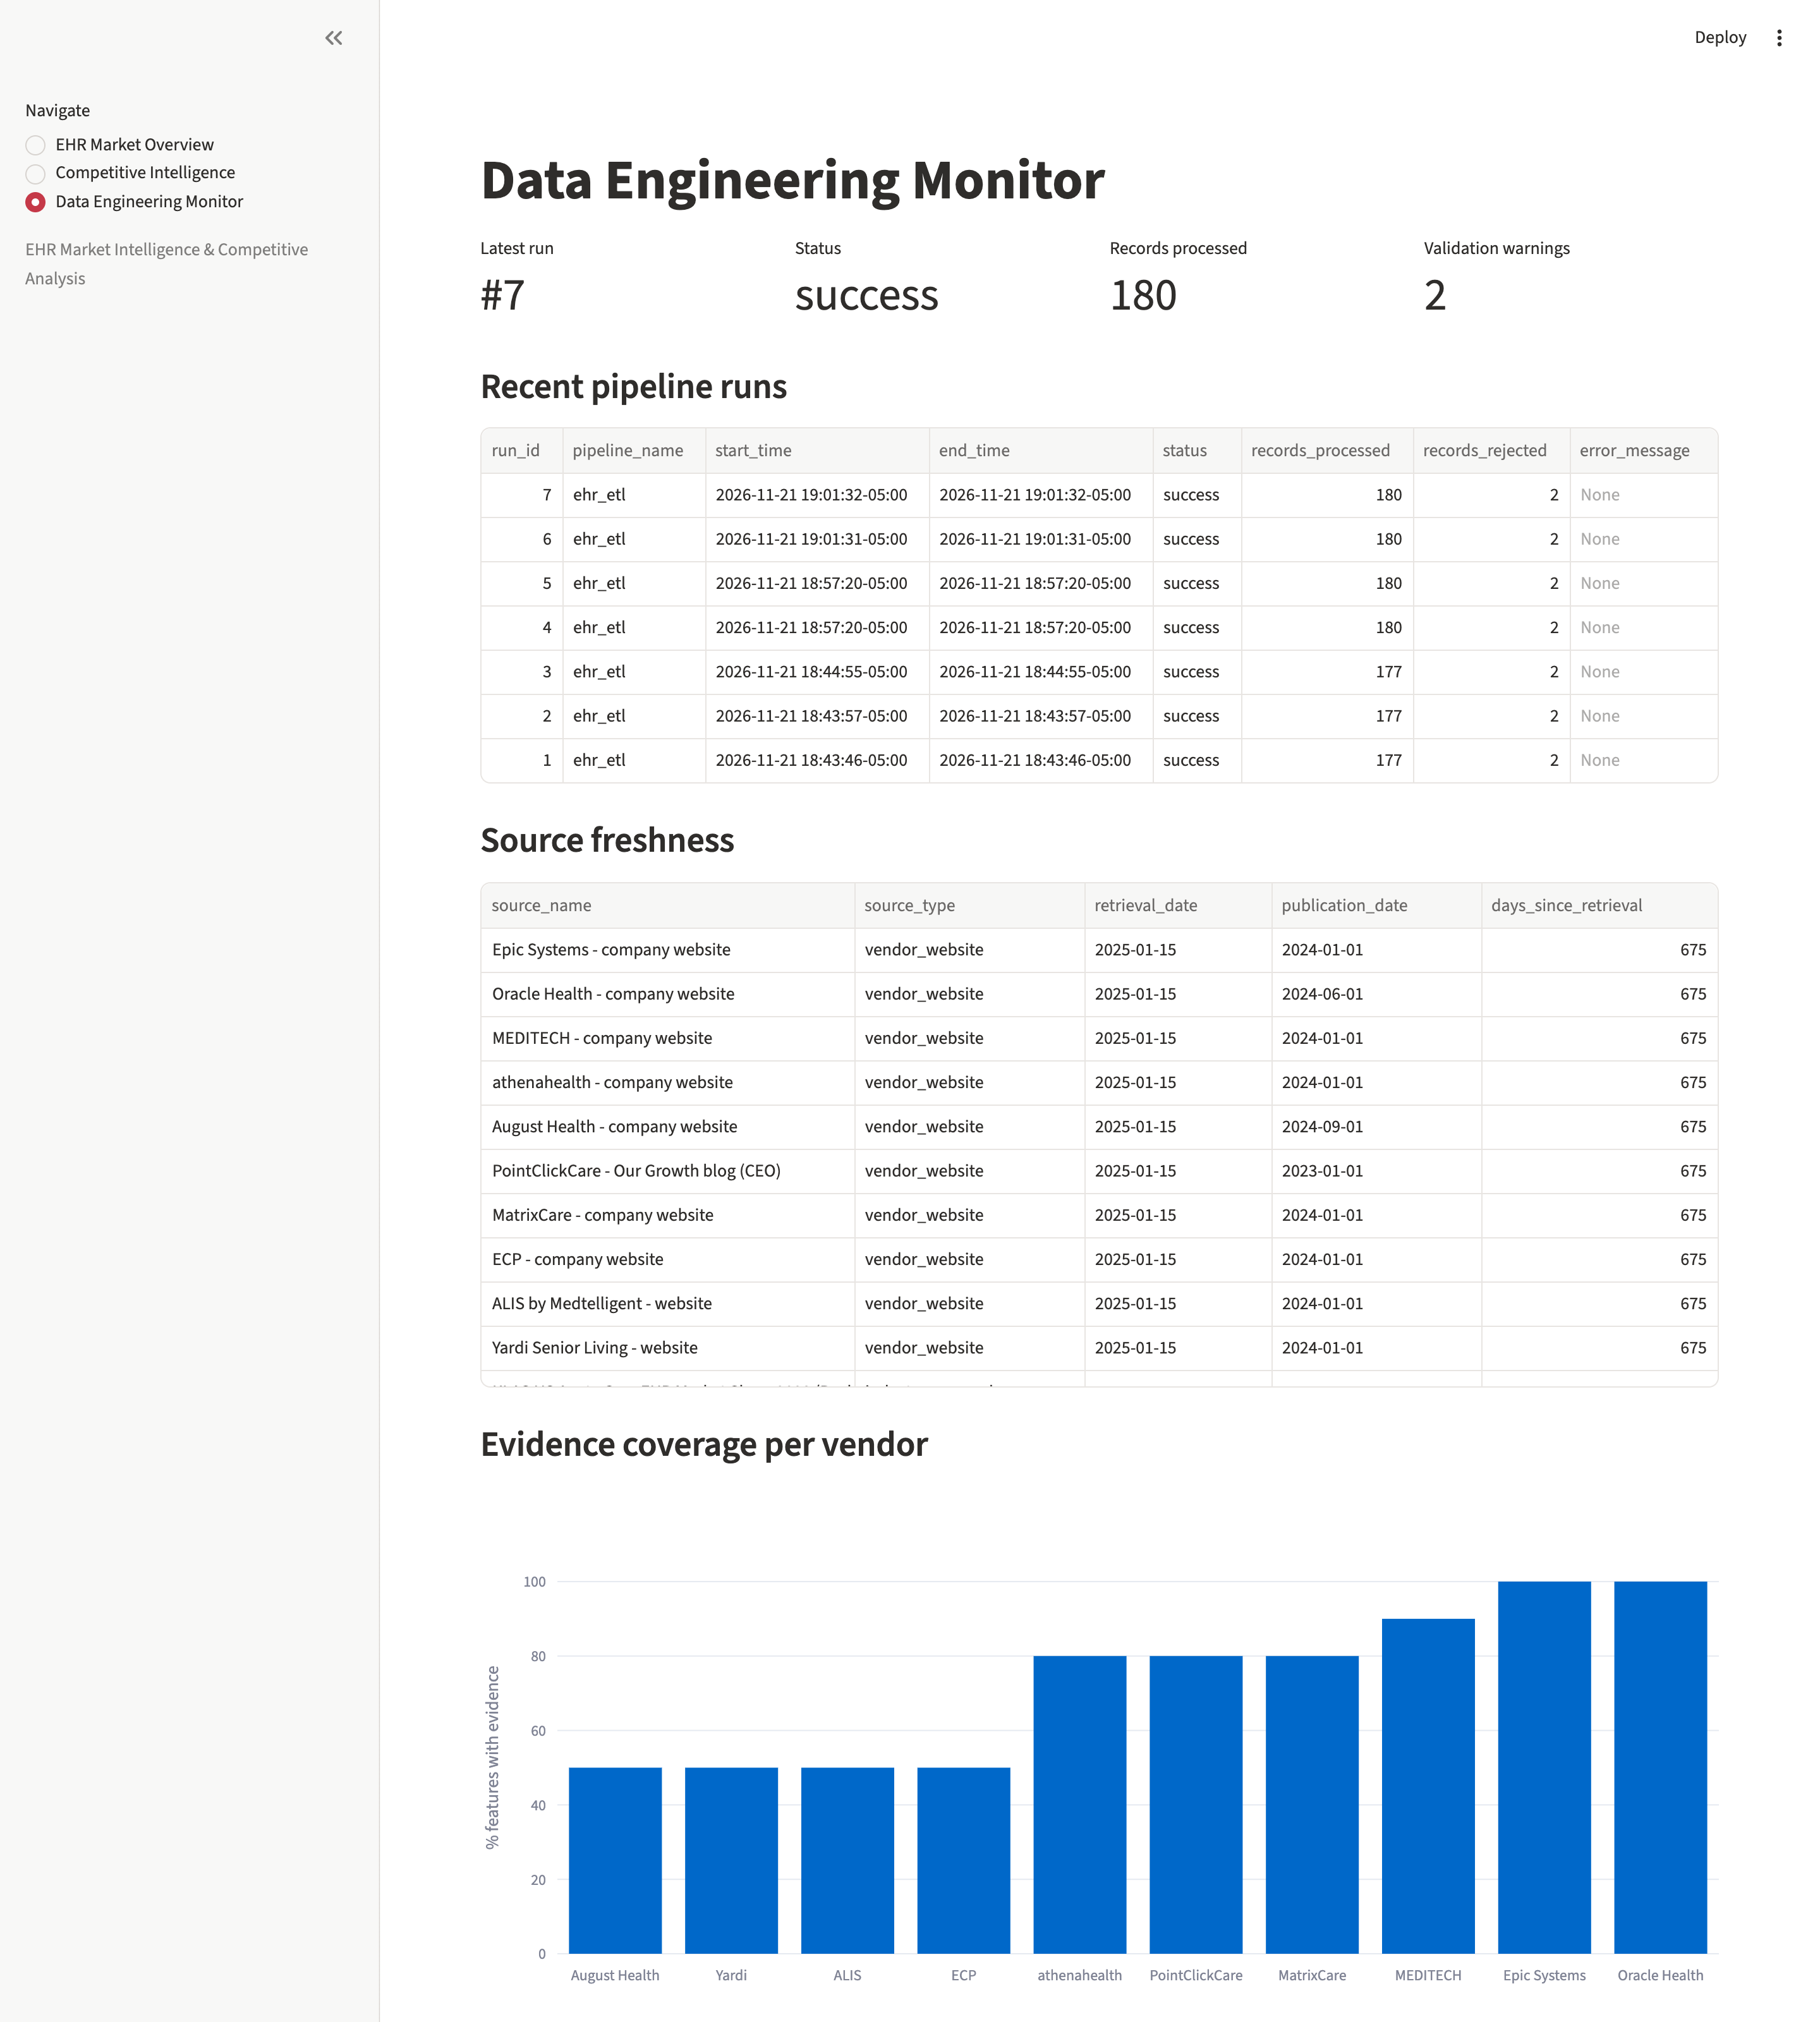 Deploy
Navigate
EHR Market Overview
Competitive Intelligence
Data Engineering Monitor
EHR Market Intelligence & Competitive
Analysis
Data Engineering Monitor
Latest run Status Records processed Validation warnings
#7 success 180 2
Recent pipeline runs
run_id pipeline_name start_time end_time status records_processed records_rejected error_message
7 ehr_etl 2026-11-21 19:01:32-05:00 2026-11-21 19:01:32-05:00 success 180 2 None
6 ehr_etl 2026-11-21 19:01:31-05:00 2026-11-21 19:01:31-05:00 success 180 2 None
5 ehr_etl 2026-11-21 18:57:20-05:00 2026-11-21 18:57:20-05:00 success 180 2 None
4 ehr_etl 2026-11-21 18:57:20-05:00 2026-11-21 18:57:20-05:00 success 180 2 None
3 ehr_etl 2026-11-21 18:44:55-05:00 2026-11-21 18:44:55-05:00 success 177 2 None
2 ehr_etl 2026-11-21 18:43:57-05:00 2026-11-21 18:43:57-05:00 success 177 2 None
1 ehr_etl 2026-11-21 18:43:46-05:00 2026-11-21 18:43:46-05:00 success 177 2 None
Source freshness
source_name source_type retrieval_date publication_date days_since_retrieval
Epic Systems - company website vendor_website 2025-01-15 2024-01-01 675
Oracle Health - company website vendor_website 2025-01-15 2024-06-01 675
MEDITECH - company website vendor_website 2025-01-15 2024-01-01 675
athenahealth - company website vendor_website 2025-01-15 2024-01-01 675
August Health - company website vendor_website 2025-01-15 2024-09-01 675
PointClickCare - Our Growth blog (CEO) vendor_website 2025-01-15 2023-01-01 675
MatrixCare - company website vendor_website 2025-01-15 2024-01-01 675
ECP - company website vendor_website 2025-01-15 2024-01-01 675
ALIS by Medtelligent - website vendor_website 2025-01-15 2024-01-01 675
Yardi Senior Living - website vendor_website 2025-01-15 2024-01-01 675
Evidence coverage per vendor
% features with evidence
100
80
60
40
20
0
August Health Yardi ALIS ECP athenahealth PointClickCare MatrixCare MEDITECH Epic Systems Oracle Health